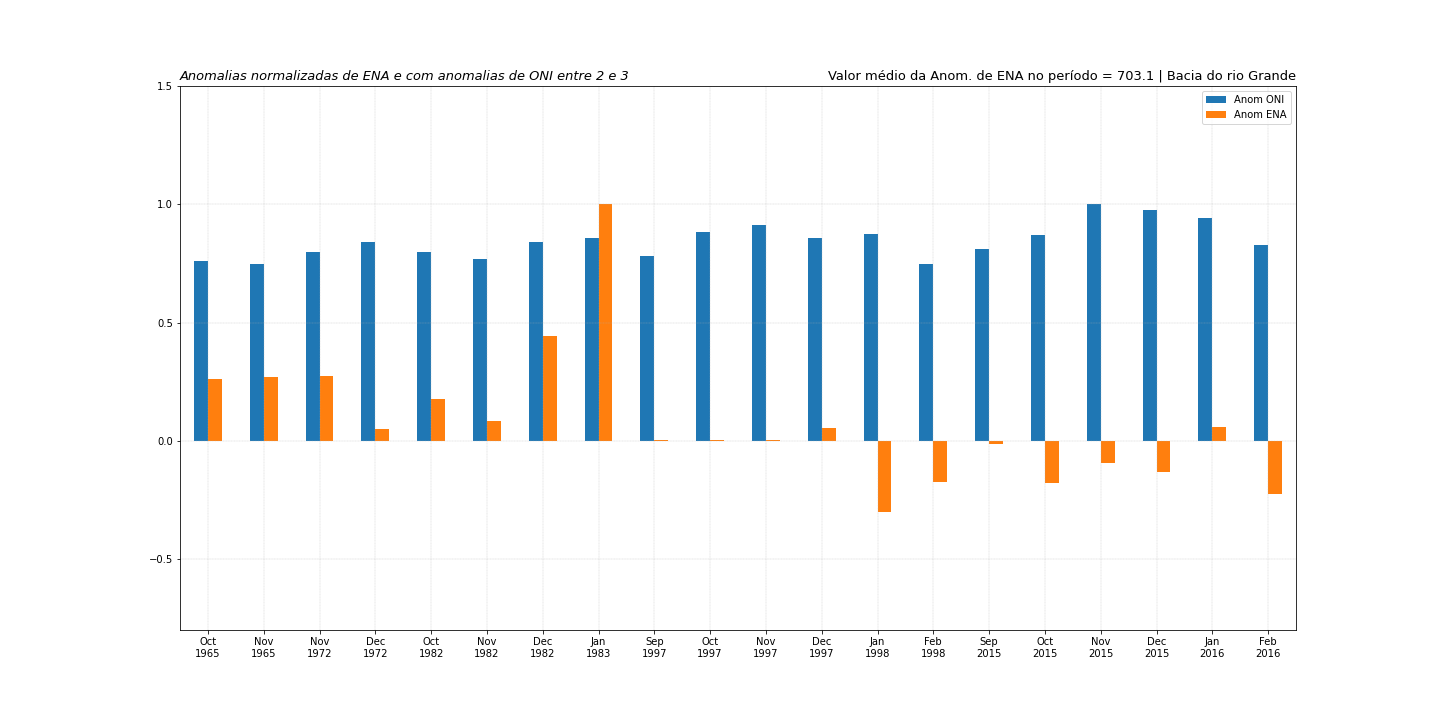 Anomalias normalizadas de ENA e com anomalias de ONI entre 2 e 3
Valor médio da Anom. de ENA no período = 703.1 | Bacia do rio Grande
Anom ONI
Anom ENA
1.5
1.0
0.5
0.0
−0.5
Oct Nov Nov Dec Oct Nov Dec Jan Sep Oct Nov Dec Jan Feb Sep Oct Nov Dec Jan Feb
1965 1965 1972 1972 1982 1982 1982 1983 1997 1997 1997 1997 1998 1998 2015 2015 2015 2015 2016 2016